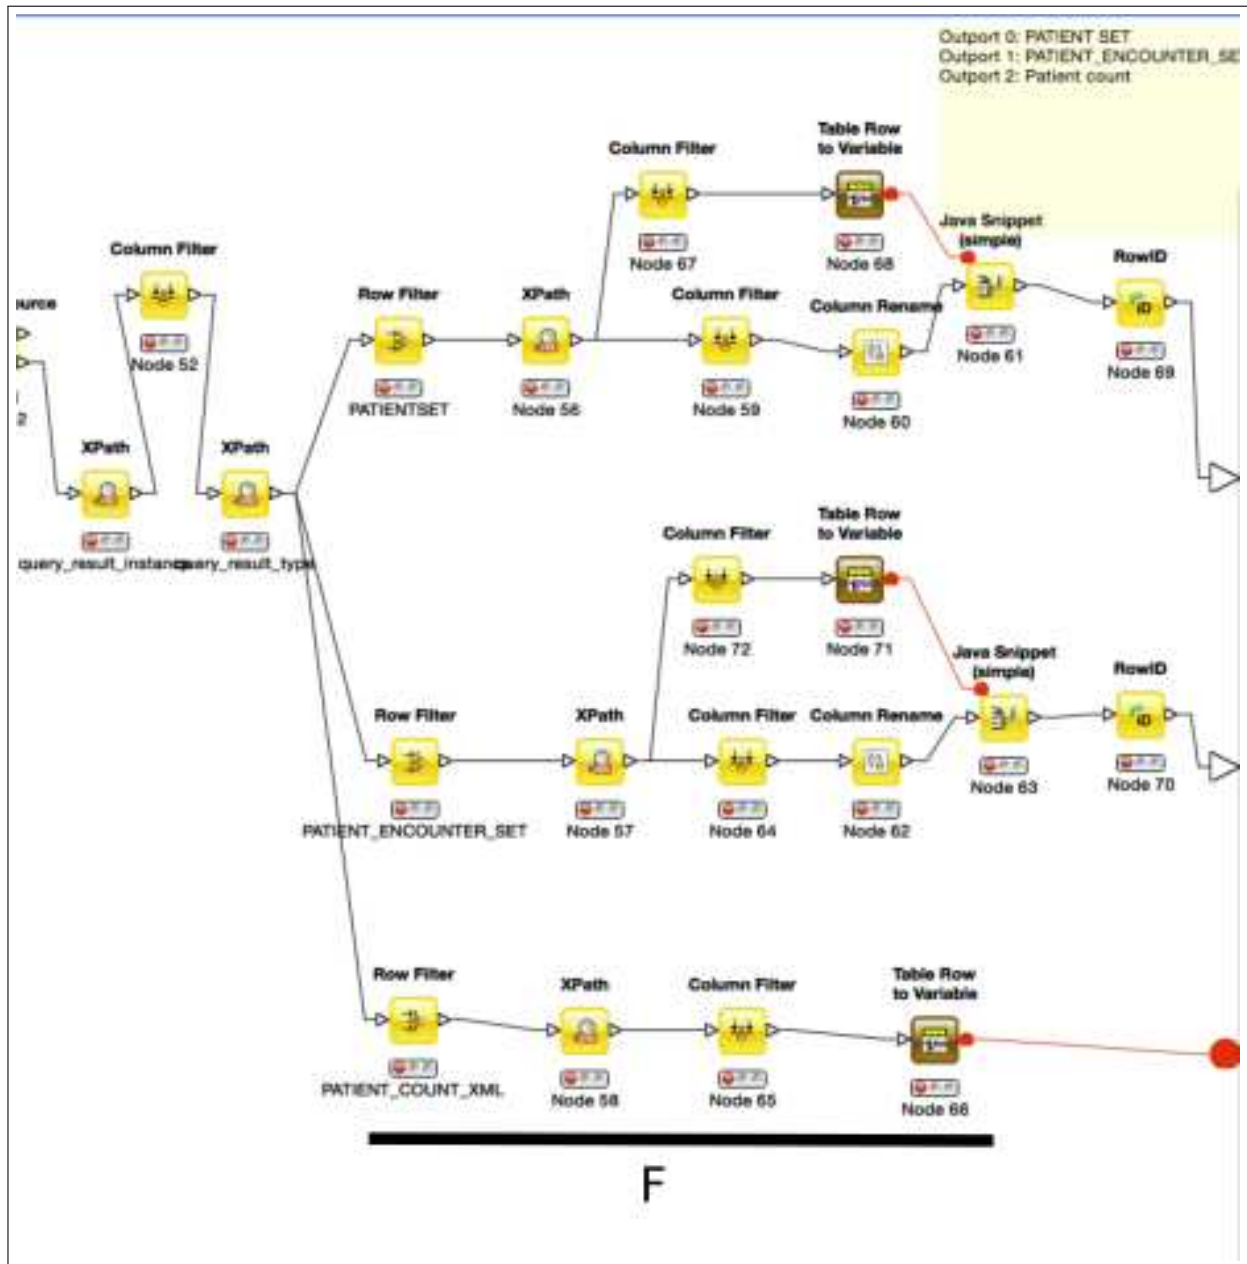 Outport 0: PATIENT SET
Outport 1: PATIENT_ENCOUNTER_SE
Outport 2: Patient count
Table Row
to Variable
Column Filter
Node 67
Node 68
Java Snippet
(simple)
Node 61
RowID
Node 69
Column Filter
Node 52
ource
2
Row Filter
PATIENTSET
XPath
Node 56
Column Filter
Node 59
Column Rename
Node 60
XPath
query_result_instance
XPath
query_result_type
Column Filter
Node 72
Table Row
to Variable
Node 71
Java Snippet
(simple)
Node 63
RowID
Node 70
Row Filter
PATIENT_ENCOUNTER_SET
XPath
Node 57
Column Filter
Node 64
Column Rename
Node 62
Row Filter
PATIENT_COUNT_XML
XPath
Node 58
Column Filter
Node 65
Table Row
to Variable
Node 66
F